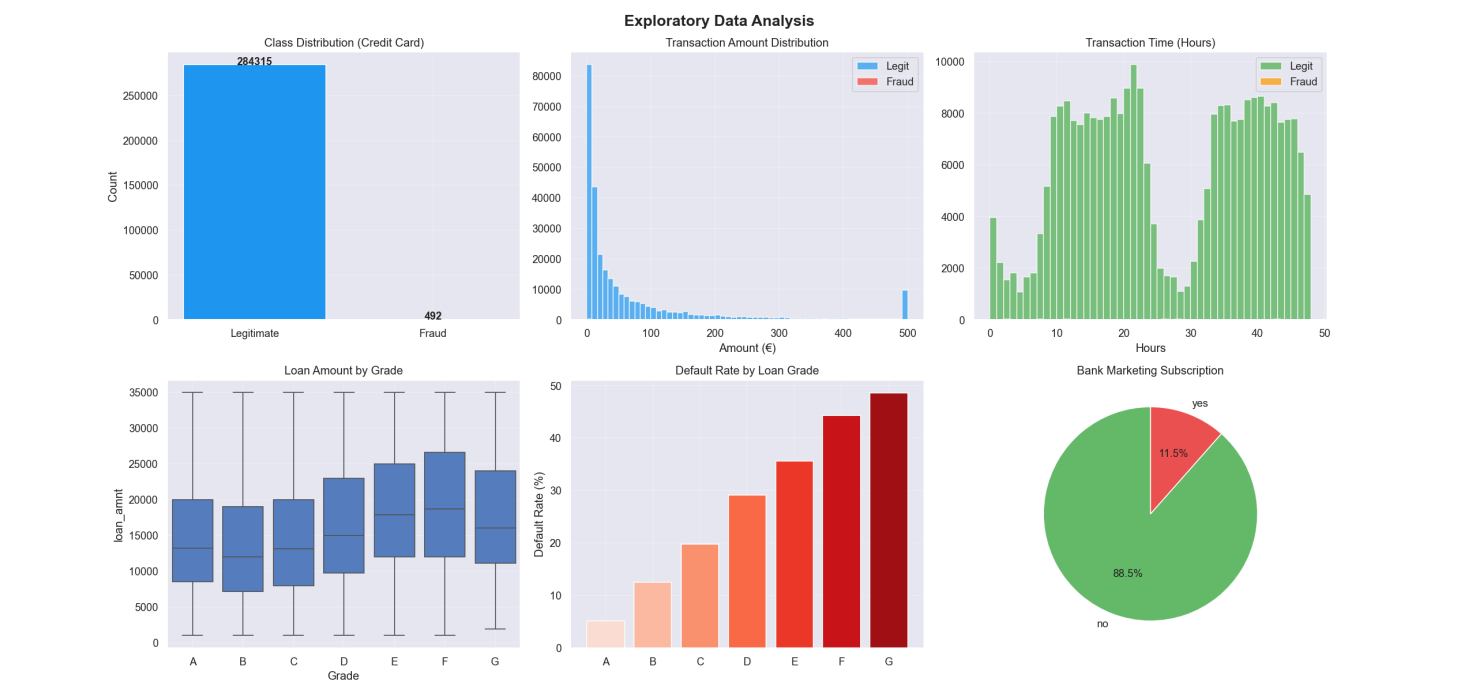 Exploratory Data Analysis
Class Distribution (Credit Card)
284315
492
Count
250000
200000
150000
100000
50000
0
Legitimate
Fraud
Transaction Amount Distribution
Legit
Fraud
80000
70000
60000
50000
40000
30000
20000
10000
0
0 100 200 300 400 500
Amount (€)
Transaction Time (Hours)
Legit
Fraud
10000
8000
6000
4000
2000
0
0 10 20 30 40 50
Hours
Loan Amount by Grade
loan_amnt
35000
30000
25000
20000
15000
10000
5000
0
A B C D E F G
Grade
Default Rate by Loan Grade
Default Rate (%)
50
40
30
20
10
0
A B C D E F G
Bank Marketing Subscription
yes
11.5%
88.5%
no